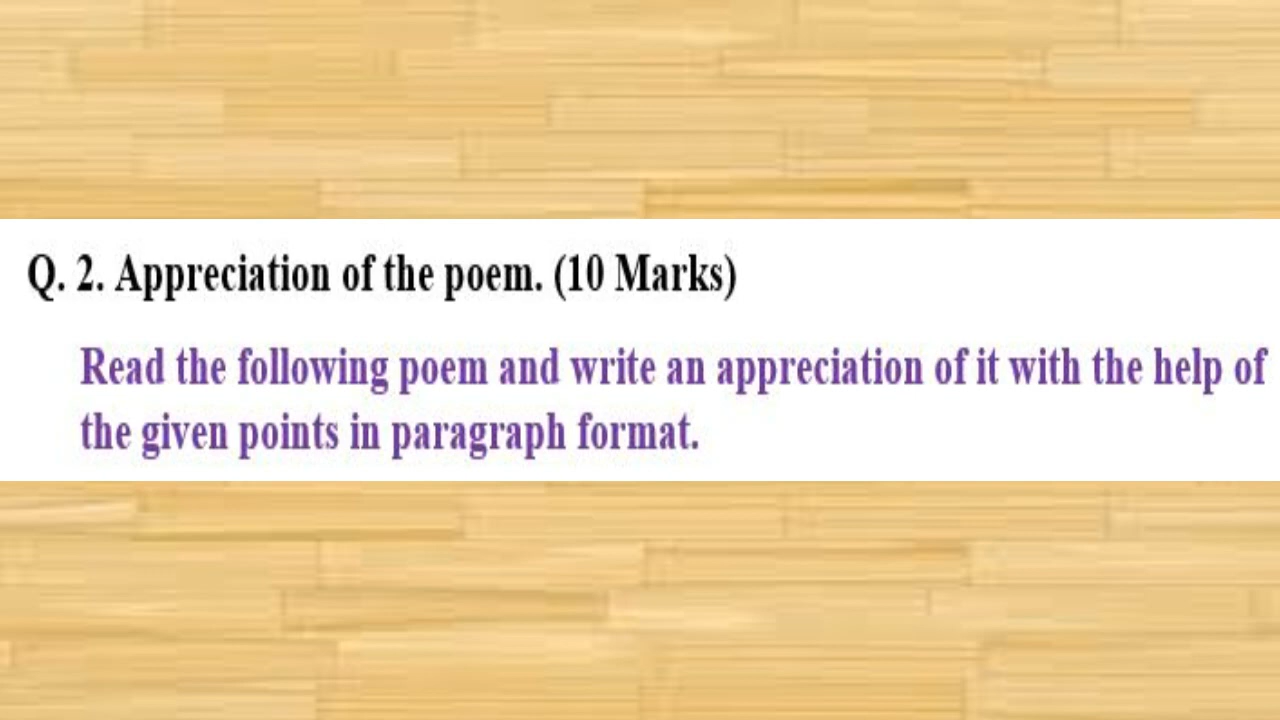 Q. 2. Appreciation of the poem. (10 Marks)
Read the following poem and write an appreciation of it with the help of
the given points in paragraph format.